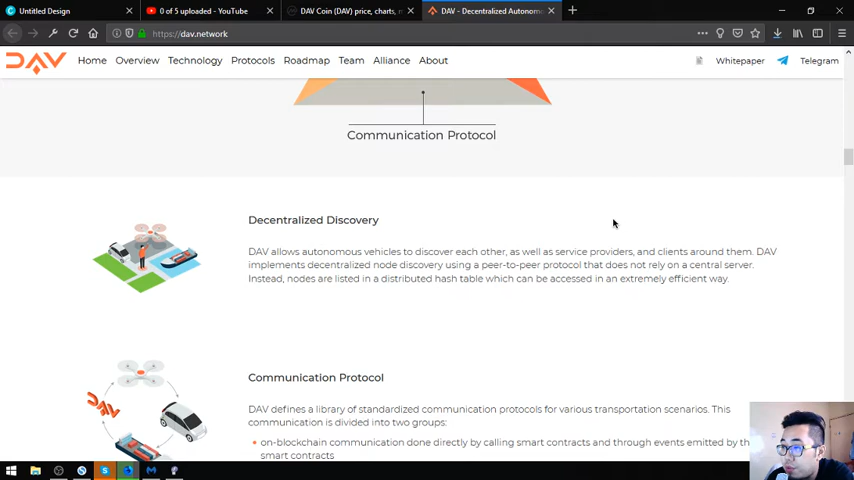 Untitled Design
0 of 5 uploaded - YouTube
DAV Coin (DAV) price, charts, m
DAV - Decentralized Autonomo
https://dav.network
DAV
Home Overview Technology Protocols Roadmap Team Alliance About Whitepaper Telegram
Communication Protocol
Decentralized Discovery
DAV allows autonomous vehicles to discover each other, as well as service providers, and clients around them. DAV
implements decentralized node discovery using a peer-to-peer protocol that does not rely on a central server.
Instead, nodes are listed in a distributed hash table which can be accessed in an extremely efficient way.
DAV
Communication Protocol
DAV defines a library of standardized communication protocols for various transportation scenarios. This
communication is divided into two groups:
on-blockchain communication done directly by calling smart contracts and through events emitted by th
smart contracts